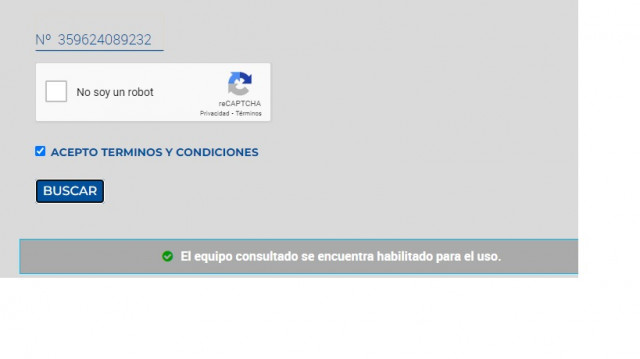 Nº 359624089232
No soy un robot
reCAPTCHA
Privacidad - Términos
ACEPTO TERMINOS Y CONDICIONES
BUSCAR
El equipo consultado se encuentra habilitado para el uso.